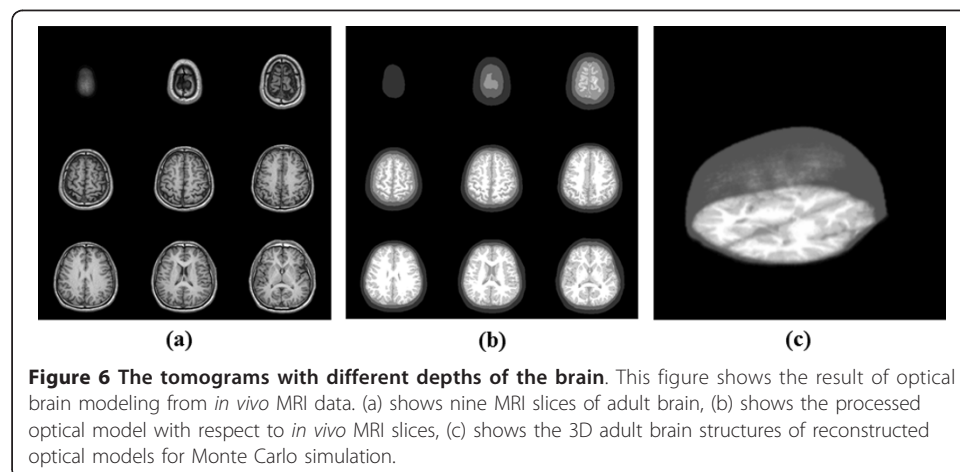 (a)
(b)
(c)
Figure 6 The tomograms with different depths of the brain. This figure shows the result of optical
brain modeling from in vivo MRI data. (a) shows nine MRI slices of adult brain, (b) shows the processed
optical model with respect to in vivo MRI slices, (c) shows the 3D adult brain structures of reconstructed
optical models for Monte Carlo simulation.